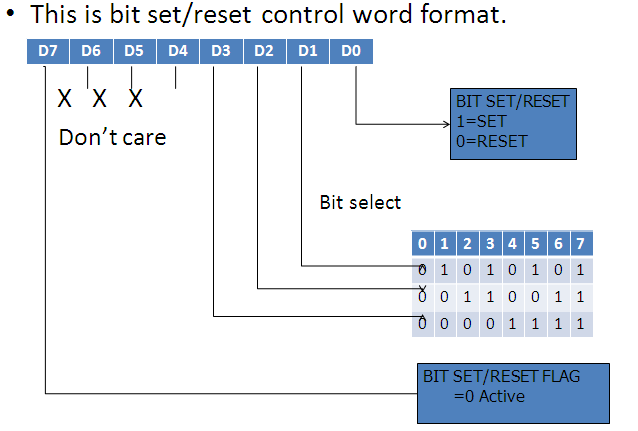 • This is bit set/reset control word format.
D7 D6 D5 D4 D3 D2 D1 D0
X X X
Don't care
BIT SET/RESET
1=SET
0=RESET
Bit select
0 1 2 3 4 5 6 7
0 1 0 1 0 1 0 1
0 0 1 1 0 0 1 1
0 0 0 0 1 1 1 1
BIT SET/RESET FLAG
=0 Active